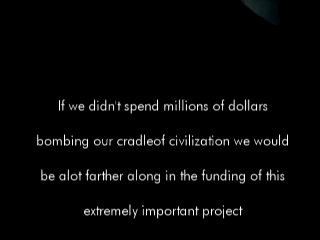 If we didn't spend millions of dollars
bombing our cradleof civilization we would
be alot farther along in the funding of this
extremely important project